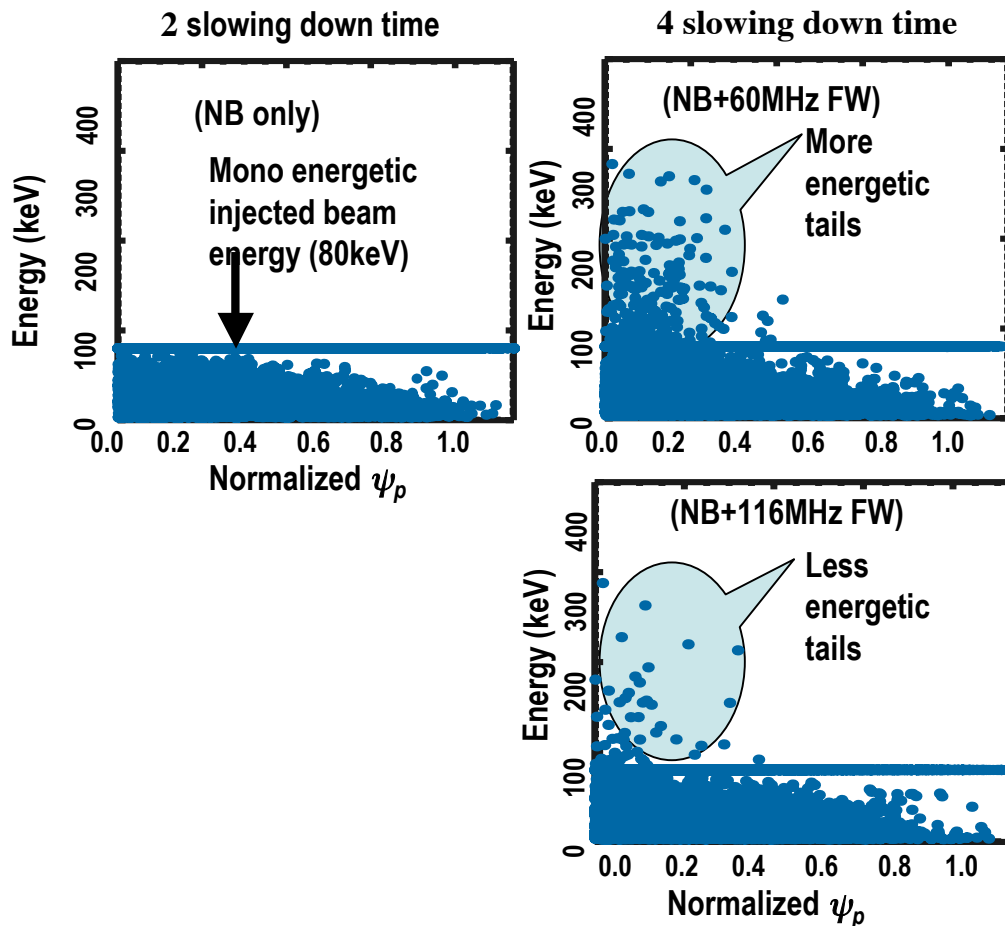 2 slowing down time
4 slowing down time
(NB only)
Mono energetic
injected beam
energy (80keV)
Energy (keV)
400
300
200
100
0
0.0 0.2 0.4 0.6 0.8 1.0
Normalized ψp
(NB+60MHz FW)
More
energetic
tails
Energy (keV)
400
300
200
100
0
0.0 0.2 0.4 0.6 0.8 1.0
(NB+116MHz FW)
Less
energetic
tails
Energy (keV)
400
300
200
100
0
0.0 0.2 0.4 0.6 0.8 1.0
Normalized ψp